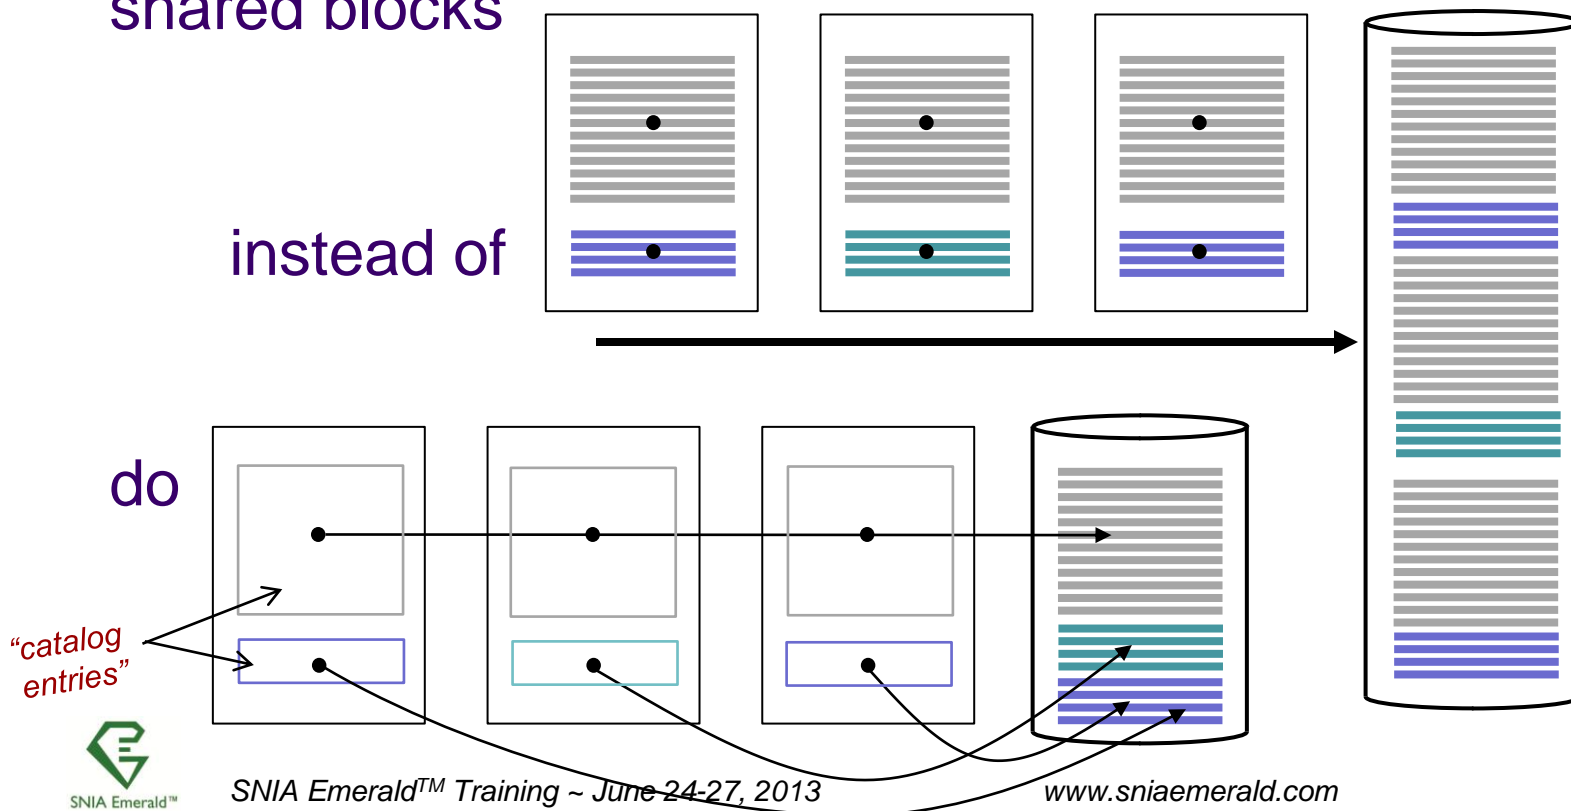 shared blocks
instead of
do
“catalog
entries”
SNIA Emerald™
SNIA Emerald™ Training ~ June 24-27, 2013
www.sniaemerald.com